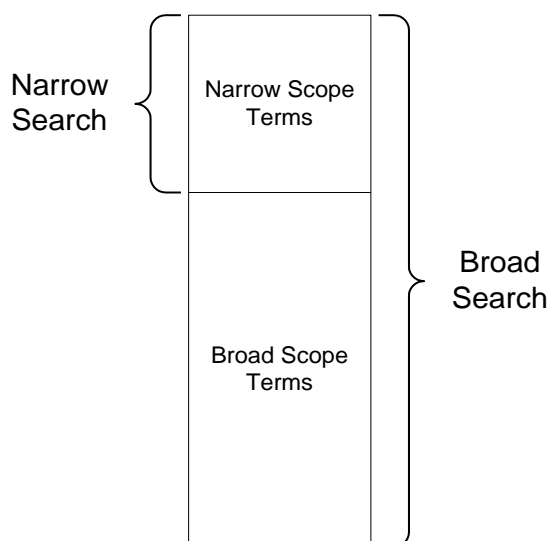 Narrow
Search
Narrow Scope
Terms
Broad Scope
Terms
Broad
Search